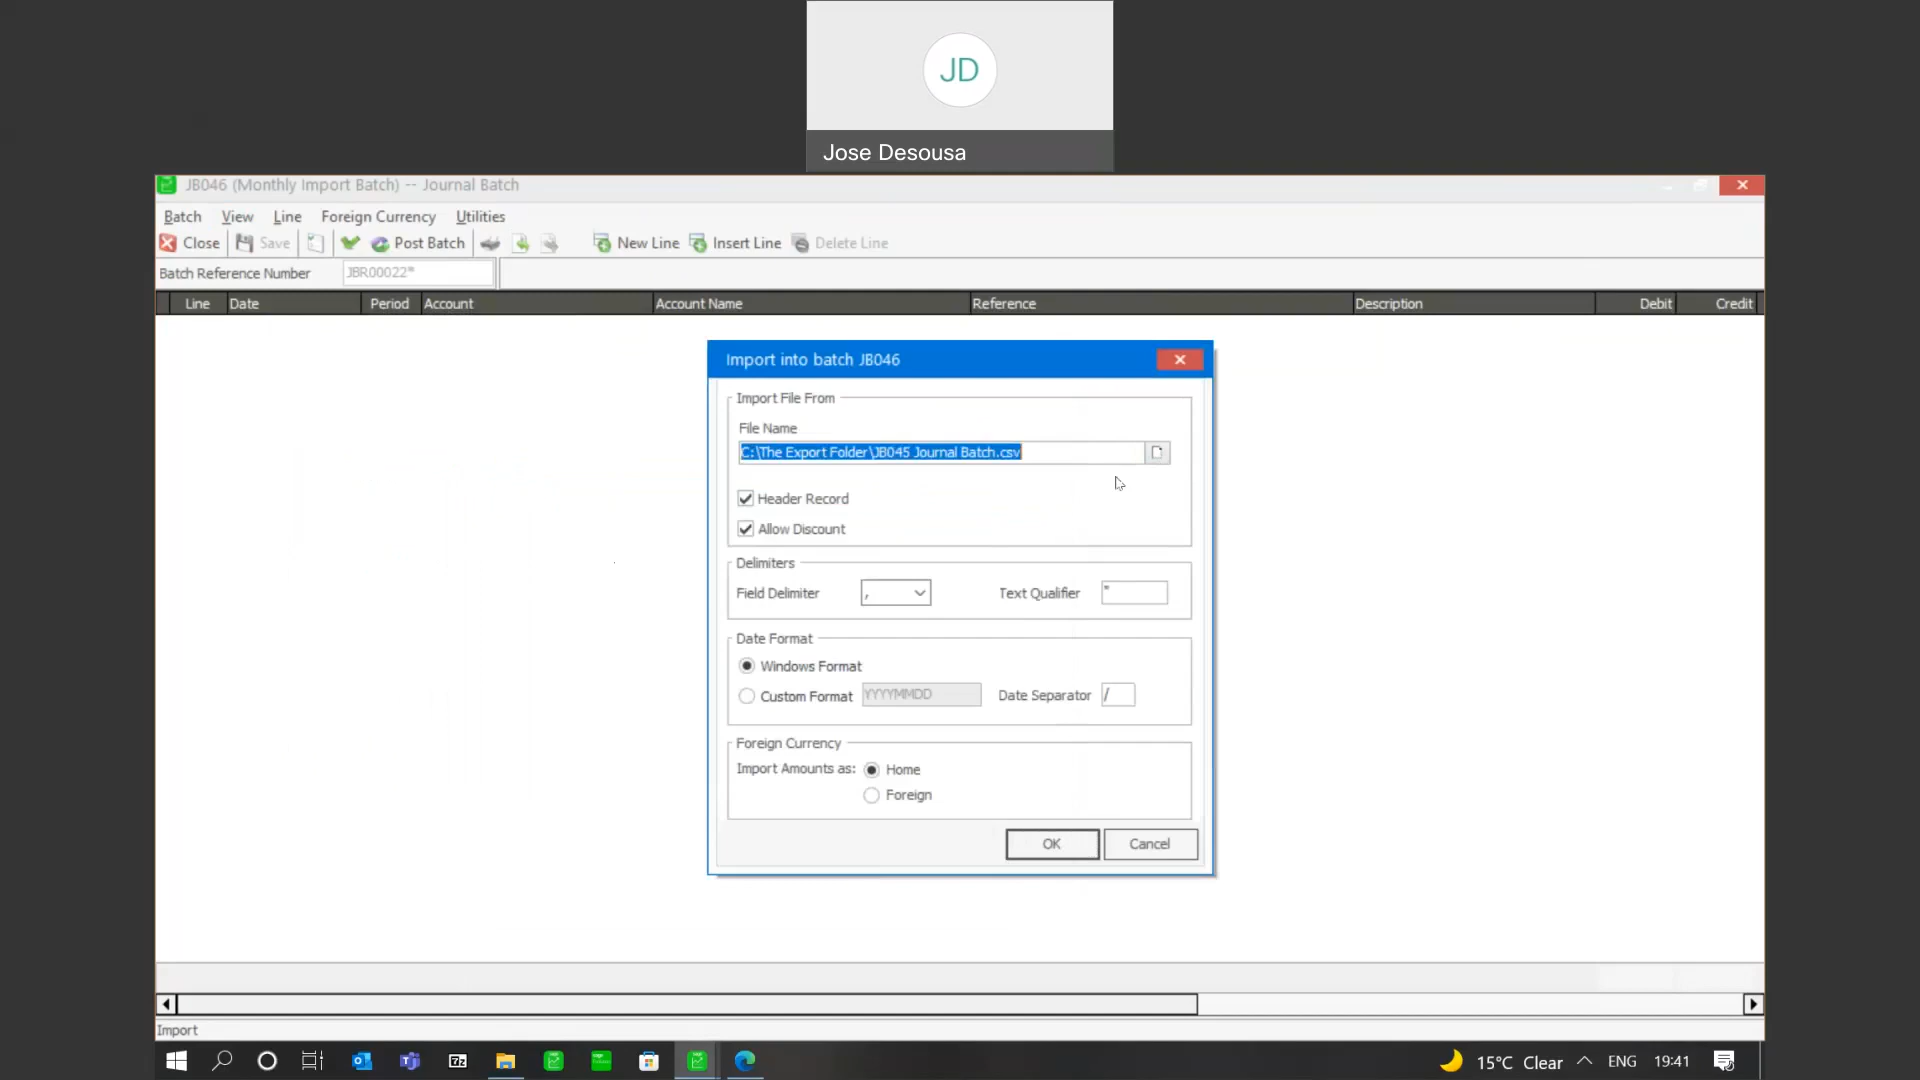 JD
Jose Desousa
JB046 (Monthly Import Batch) -- Journal Batch
Batch View Line Foreign Currency Utilities
Close Save Post Batch New Line Insert Line Delete Line
Batch Reference Number JBR00022*
Line Date Period Account Account Name Reference Description Debit Credit
Import into batch JB046
Import File From
File Name
C:\The Export Folder\JB045 Journal Batch.csv
Header Record
Allow Discount
Delimiters
Field Delimiter , Text Qualifier "
Date Format
Windows Format
Custom Format YYYYMMDD Date Separator /
Foreign Currency
Import Amounts as: Home
Foreign
OK Cancel
Import
7z 15°C Clear ENG 19:41